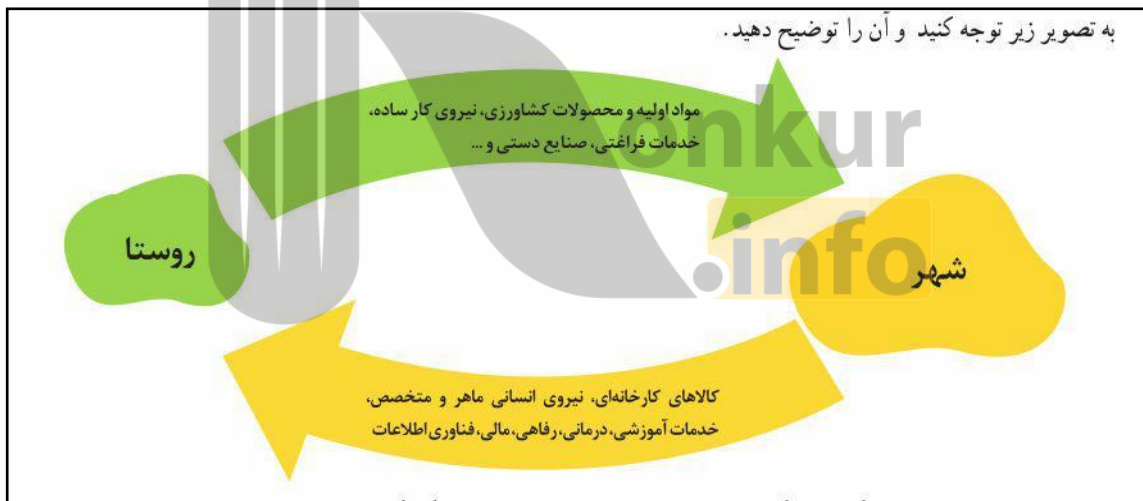 به تصویر زیر توجه کنید و آن را توضیح دهید.
مواد اولیه و محصولات کشاورزی، نیروی کار ساده،
خدمات فراغتی، صنایع دستی و ...
onkur
.info
روستا
شهر
کالاهای کارخانه‌ای، نیروی انسانی ماهر و متخصص،
خدمات آموزشی، درمانی، رفاهی، مالی، فناوری اطلاعات